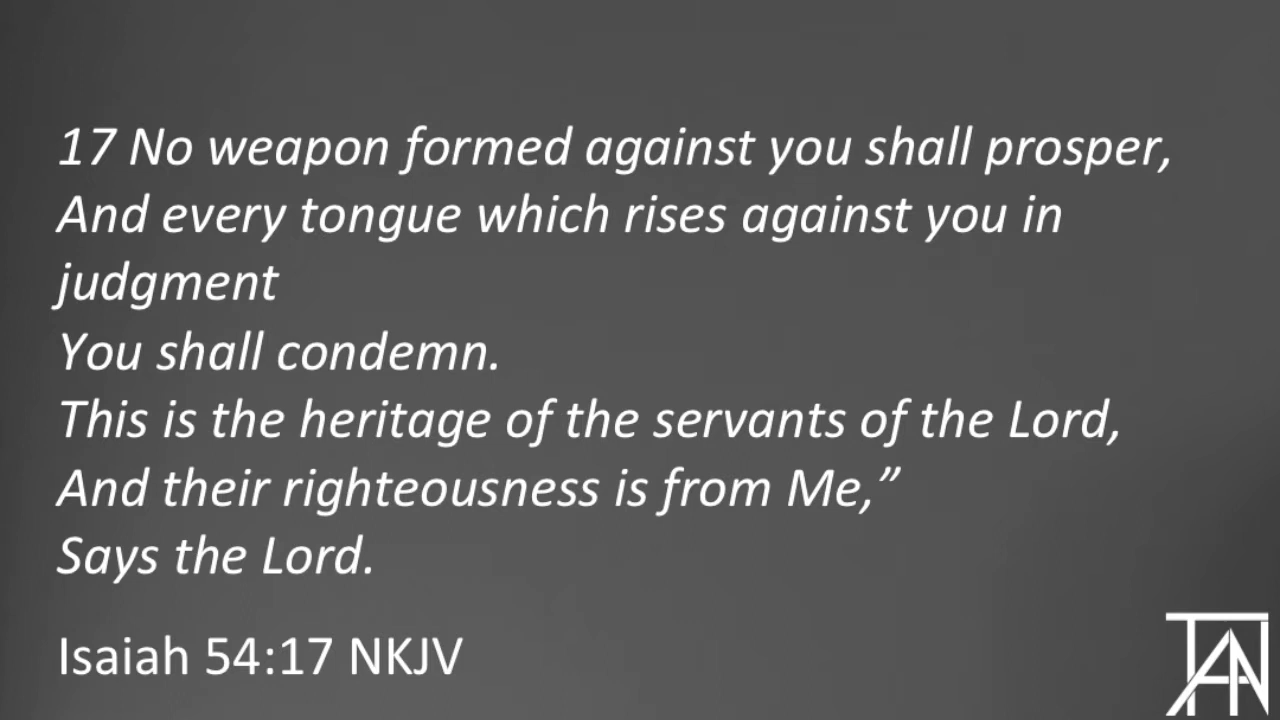 17 No weapon formed against you shall prosper,
And every tongue which rises against you in
judgment
You shall condemn.
This is the heritage of the servants of the Lord,
And their righteousness is from Me,”
Says the Lord.
Isaiah 54:17 NKJV
TAN